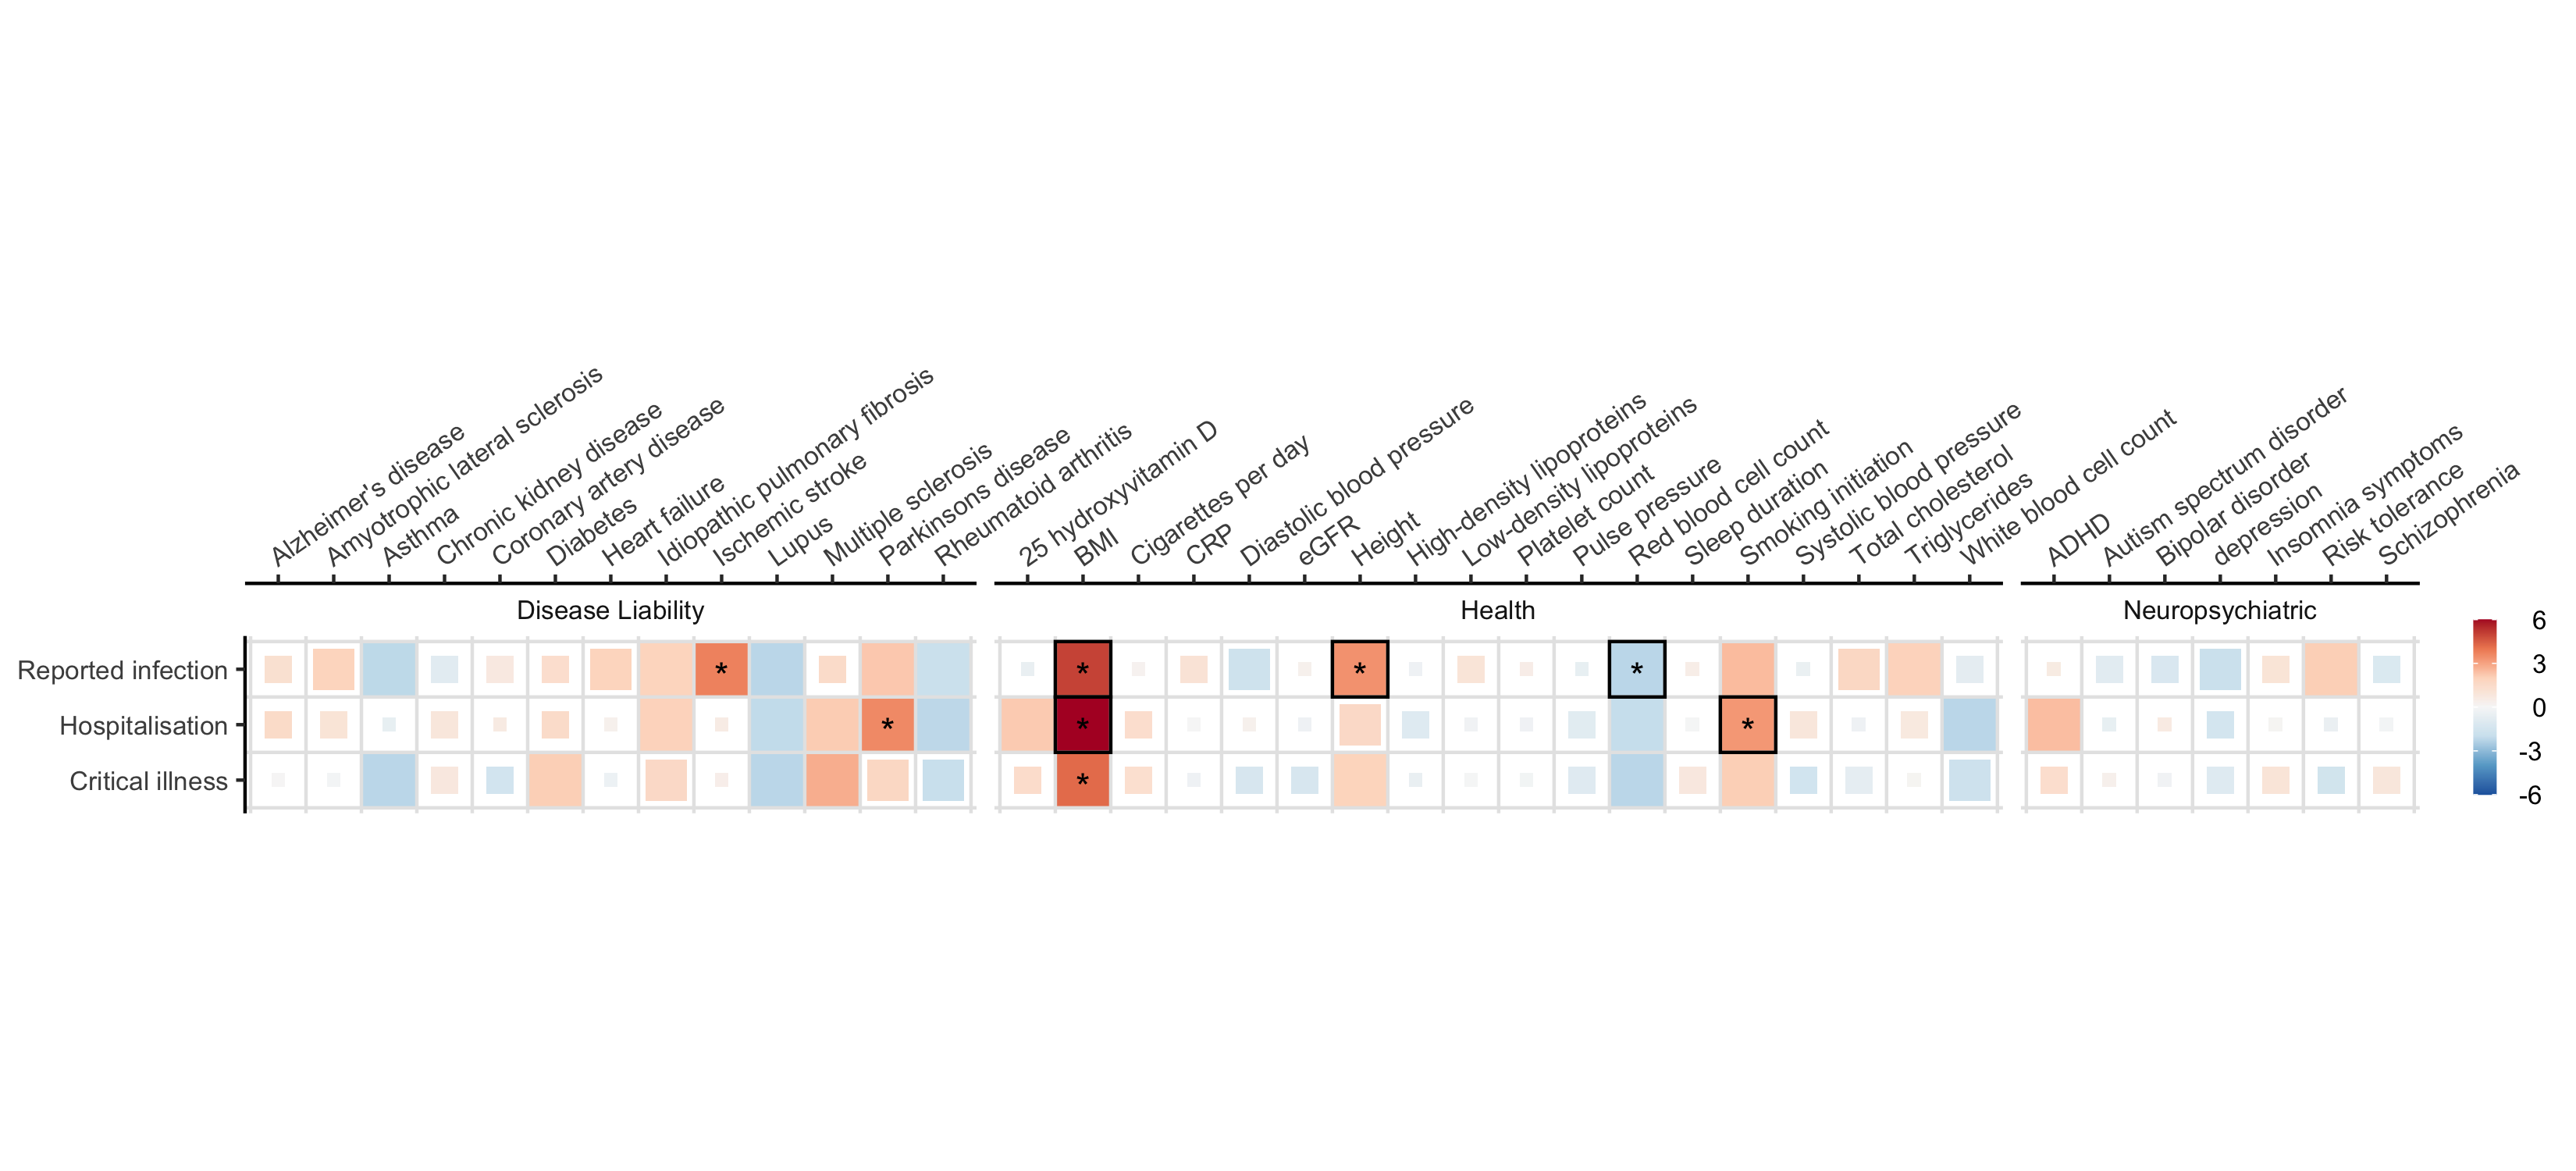 Alzheimer's disease
Amyotrophic lateral sclerosis
Asthma
Chronic kidney disease
Coronary artery disease
Diabetes
Heart failure
Idiopathic pulmonary fibrosis
Ischemic stroke
Lupus
Multiple sclerosis
Parkinsons disease
Rheumatoid arthritis
25 hydroxyvitamin D
BMI
Cigarettes per day
CRP
Diastolic blood pressure
eGFR
Height
High-density lipoproteins
Low-density lipoproteins
Platelet count
Pulse pressure
Red blood cell count
Sleep duration
Smoking initiation
Systolic blood pressure
Total cholesterol
Triglycerides
White blood cell count
ADHD
Autism spectrum disorder
Bipolar disorder
depression
Insomnia symptoms
Risk tolerance
Schizophrenia
Disease Liability
Health
Neuropsychiatric
Reported infection
* * * *
Hospitalisation
* * *
Critical illness
*
6
3
0
-3
-6